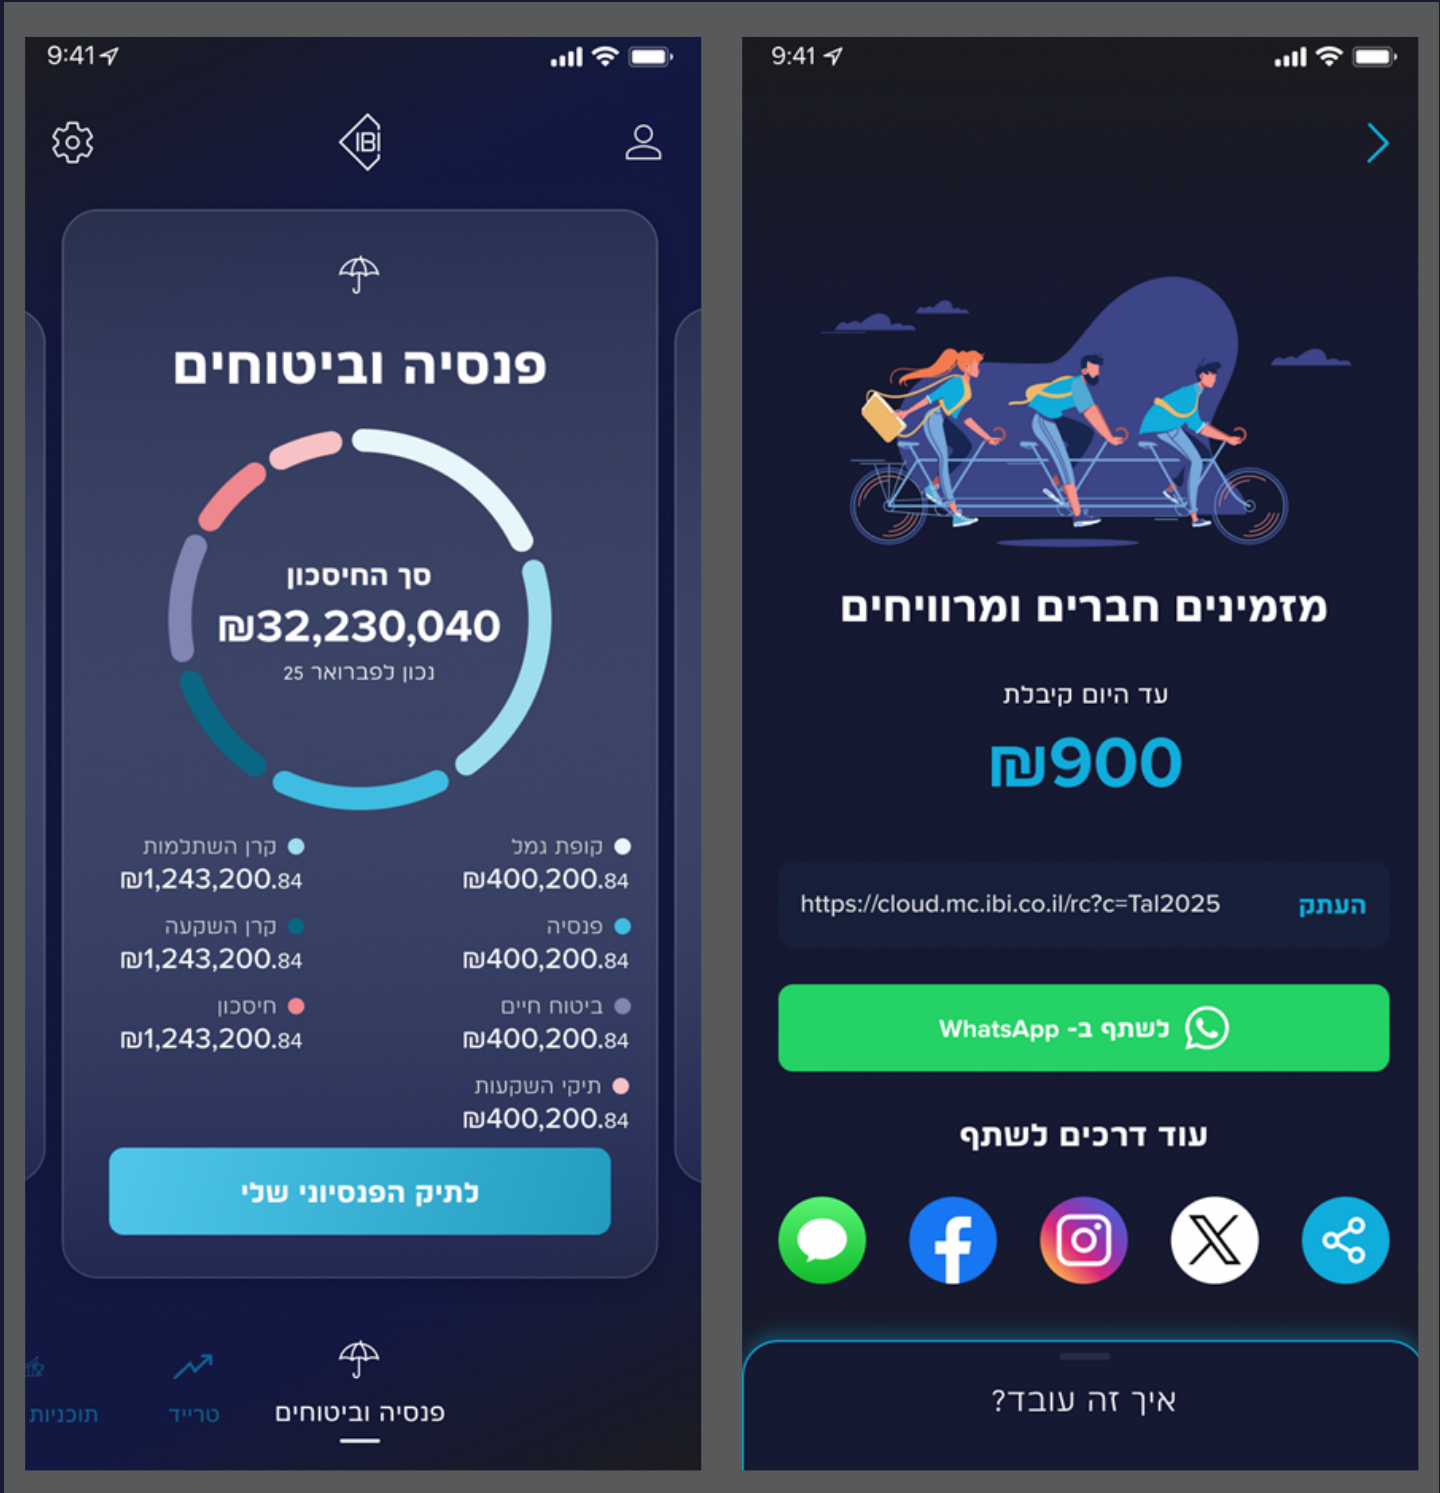 9:41
IBI
פנסיה וביטוחים
סך החיסכון
₪32,230,040
נכון לפברואר 25
קופת גמל
₪400,200.84
קרן השתלמות
₪1,243,200.84
פנסיה
₪400,200.84
קרן השקעה
₪1,243,200.84
ביטוח חיים
₪400,200.84
חיסכון
₪1,243,200.84
תיקי השקעות
₪400,200.84
לתיק הפנסיוני שלי
פנסיה וביטוחים
טרייד
תוכניות
9:41
מזמינים חברים ומרוויחים
עד היום קיבלת
₪900
העתק
https://cloud.mc.ibi.co.il/rc?c=Tal2025
לשתף ב- WhatsApp
עוד דרכים לשתף
איך זה עובד?